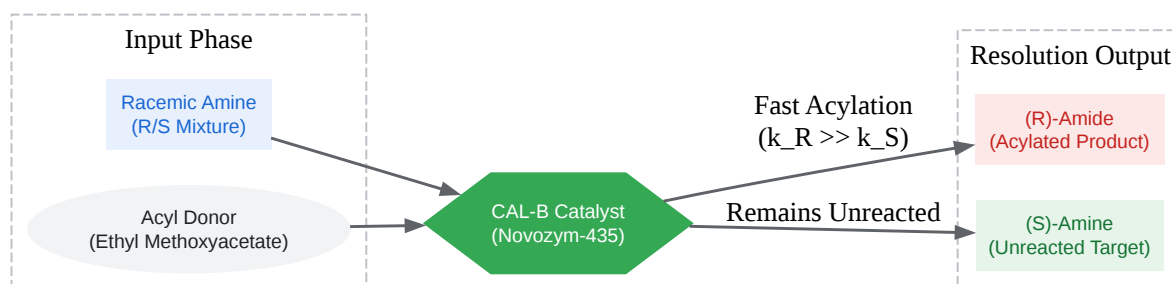 Input Phase
Racemic Amine
(R/S Mixture)
Acyl Donor
(Ethyl Methoxyacetate)
CAL-B Catalyst
(Novozym-435)
Fast Acylation
(k_R >> k_S)
Remains Unreacted
Resolution Output
(R)-Amide
(Acylated Product)
(S)-Amine
(Unreacted Target)